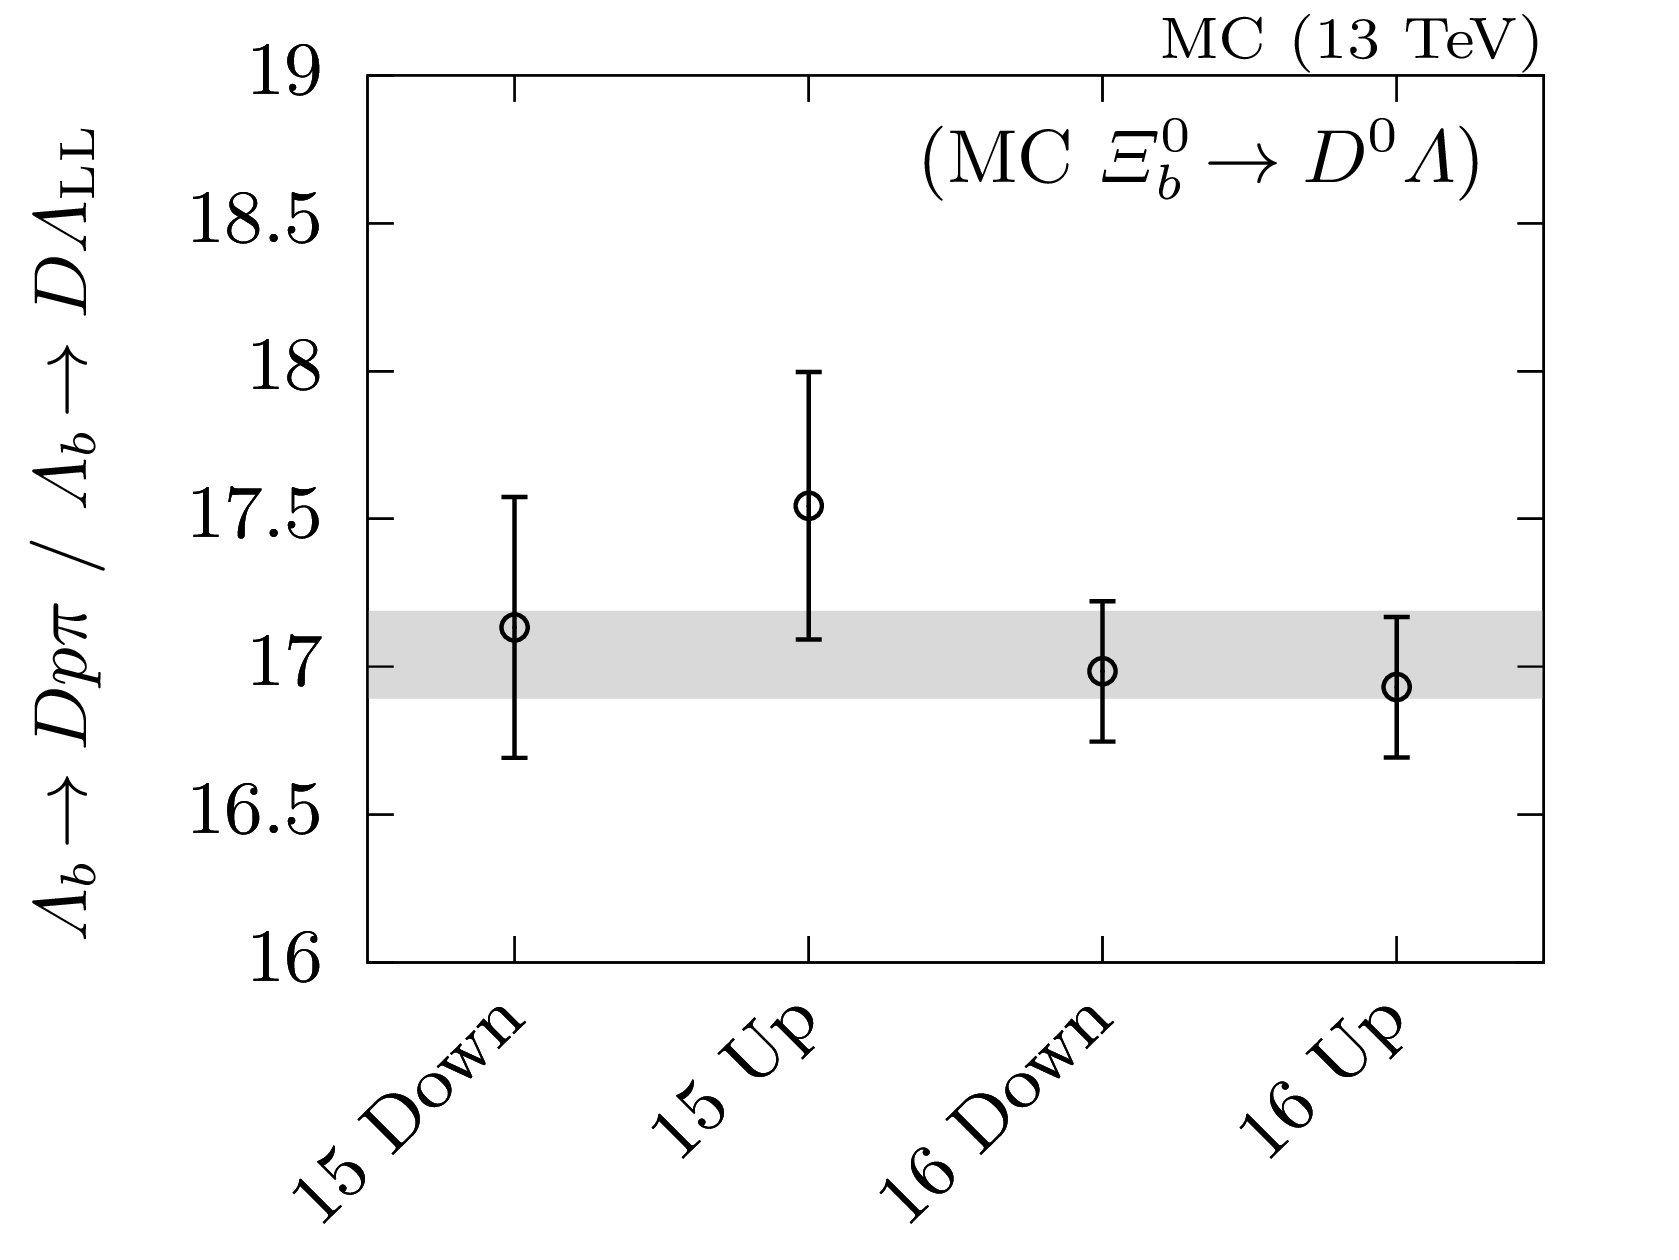 MC (13 TeV)
(MC Ξ_b^0 → D^0 Λ)
Λ_b → Dpπ / Λ_b → DΛ_LL
19
18.5
18
17.5
17
16.5
16
15 Down
15 Up
16 Down
16 Up